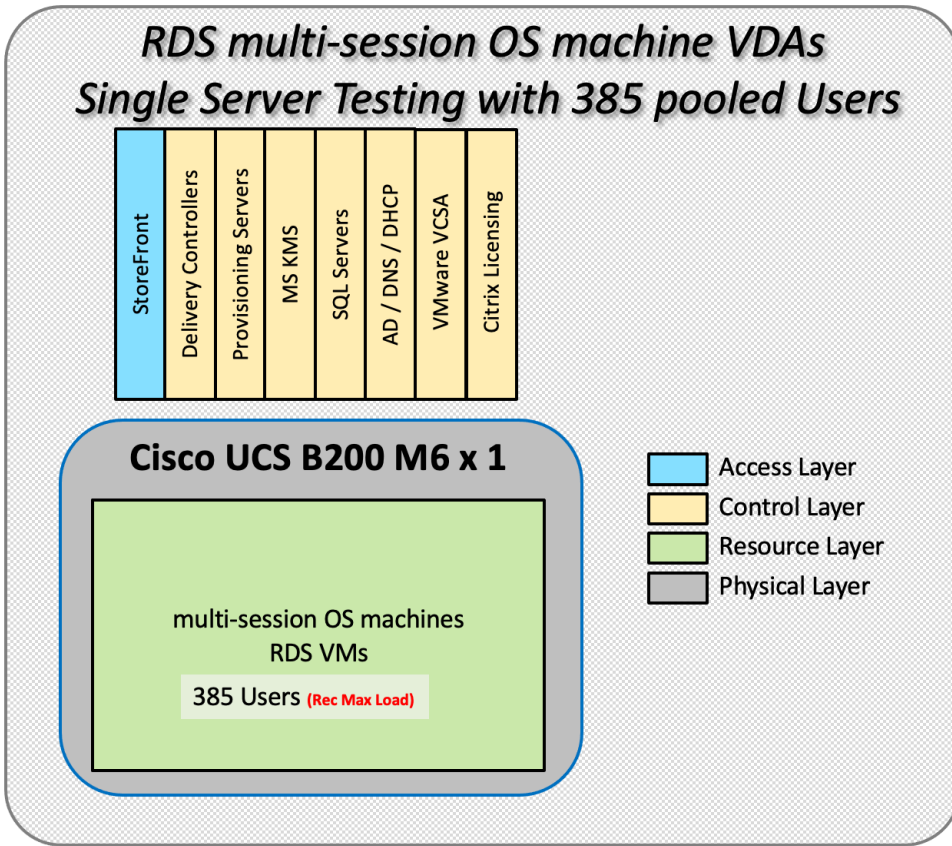 RDS multi-session OS machine VDAs
Single Server Testing with 385 pooled Users
StoreFront
Delivery Controllers
Provisioning Servers
MS KMS
SQL Servers
AD / DNS / DHCP
VMware VCSA
Citrix Licensing
Cisco UCS B200 M6 x 1
multi-session OS machines
RDS VMs
385 Users (Rec Max Load)
Access Layer
Control Layer
Resource Layer
Physical Layer